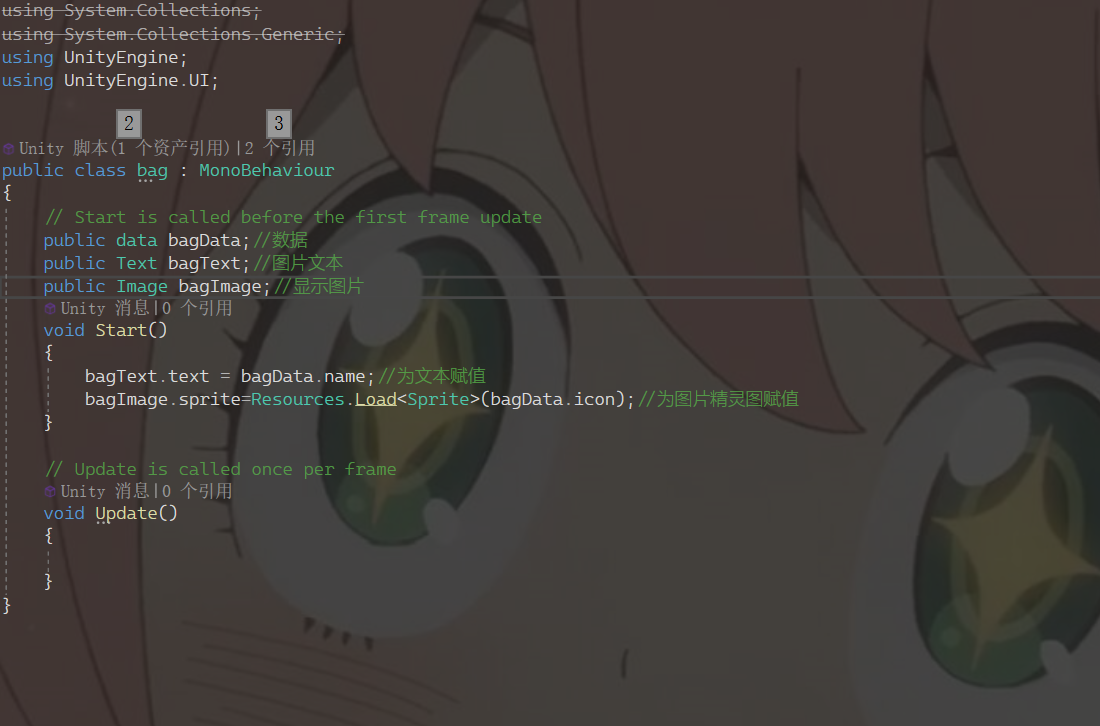 using System.Collections;
using System.Collections.Generic;
using UnityEngine;
using UnityEngine.UI;
2 3
Unity 脚本(1 个资产引用)|2 个引用
public class bag : MonoBehaviour
{
// Start is called before the first frame update
public data bagData;//数据
public Text bagText;//图片文本
public Image bagImage;//显示图片
Unity 消息|0 个引用
void Start()
{
bagText.text = bagData.name;//为文本赋值
bagImage.sprite=Resources.Load<Sprite>(bagData.icon);//为图片精灵图赋值
}
// Update is called once per frame
Unity 消息|0 个引用
void Update()
{
}
}